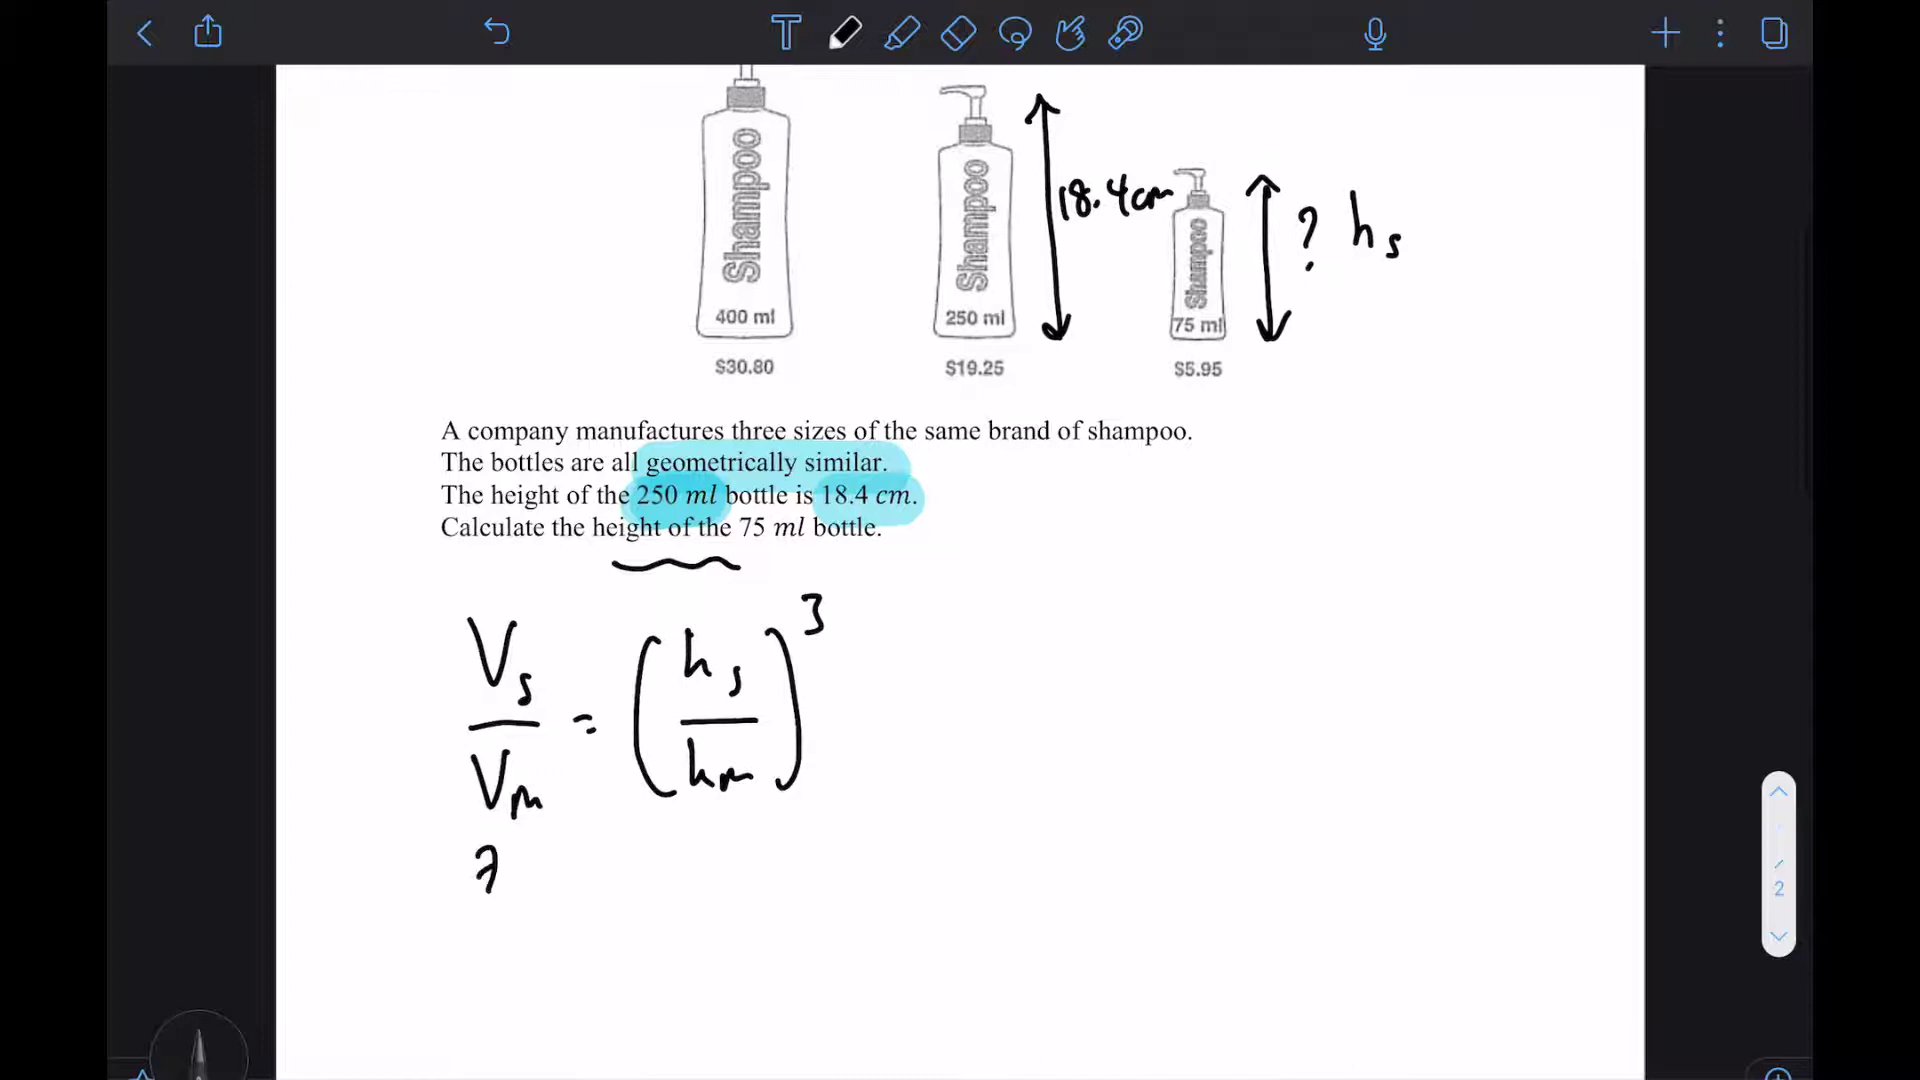 T
Shampoo
400 ml
$30.80
Shampoo
250 ml
$19.25
18.4cm
Shampoo
75 ml
$5.95
? hs
A company manufactures three sizes of the same brand of shampoo.
The bottles are all geometrically similar.
The height of the 250 ml bottle is 18.4 cm.
Calculate the height of the 75 ml bottle.
Vs/Vm = (hs/hm)^3
7
/
2